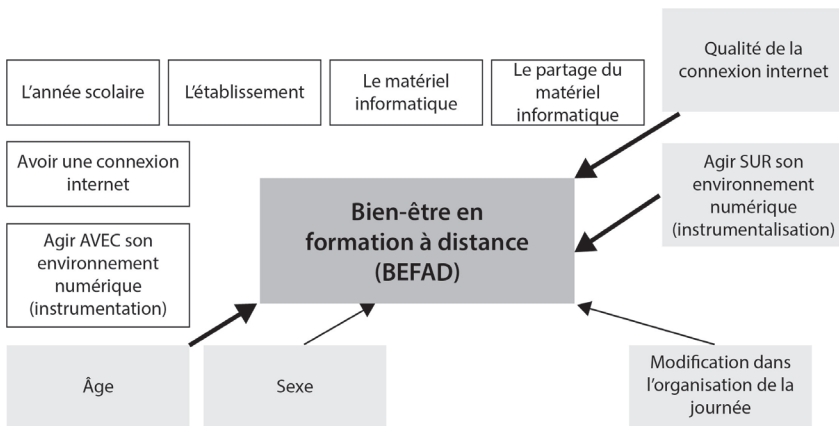 Qualité de la
connexion internet
L'année scolaire
L'établissement
Le matériel
informatique
Le partage du
matériel
informatique
Avoir une connexion
internet
Agir SUR son
environnement
numérique
(instrumentalisation)
Bien-être en
formation à distance
(BEFAD)
Agir AVEC son
environnement
numérique
(instrumentation)
Âge
Sexe
Modification dans
l'organisation de la
journée